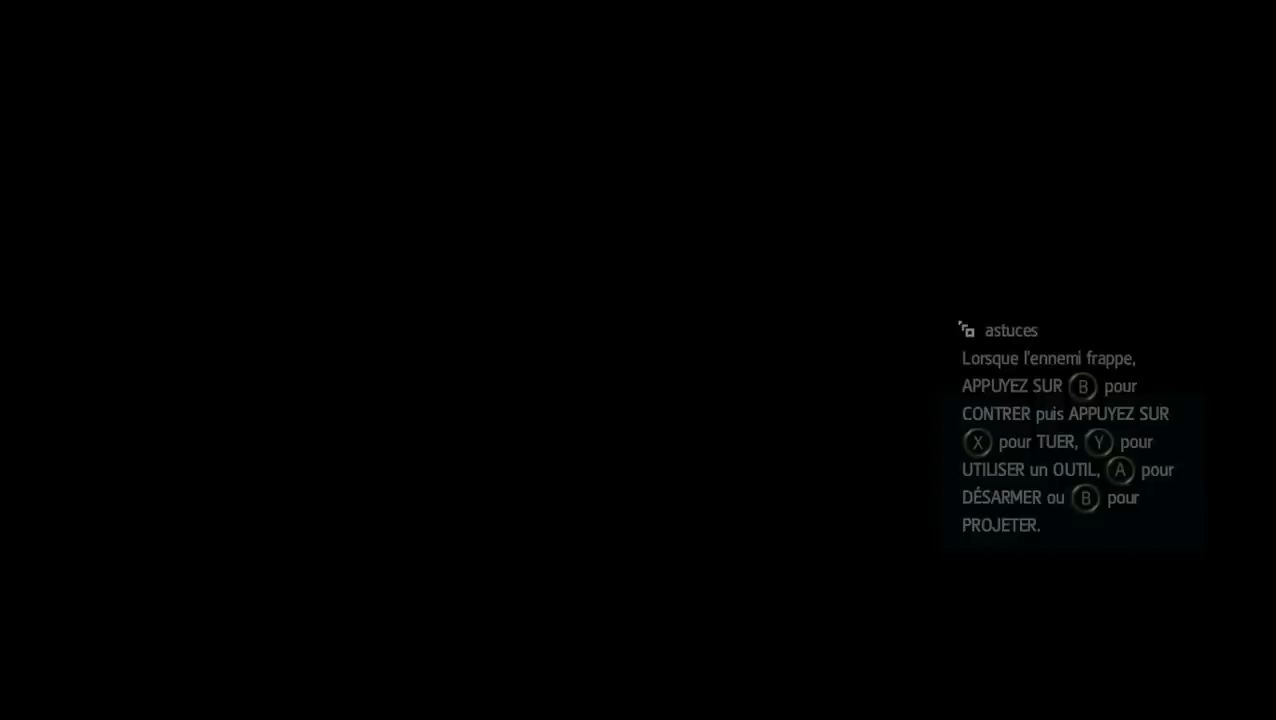 astuces
Lorsque l'ennemi frappe,
APPUYEZ SUR B pour
CONTRER puis APPUYEZ SUR
X pour TUER, Y pour
UTILISER un OUTIL, A pour
DÉSARMER ou B pour
PROJETER.